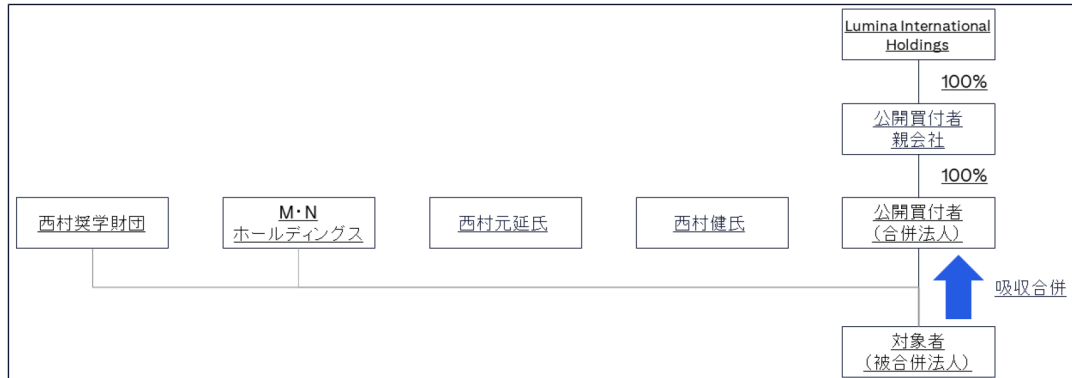 Lumina International
Holdings
100%
公開買付者
親会社
100%
西村奨学財団
M・N
ホールディングス
西村元延氏
西村健氏
公開買付者
（合併法人）
吸収合併
対象者
（被合併法人）